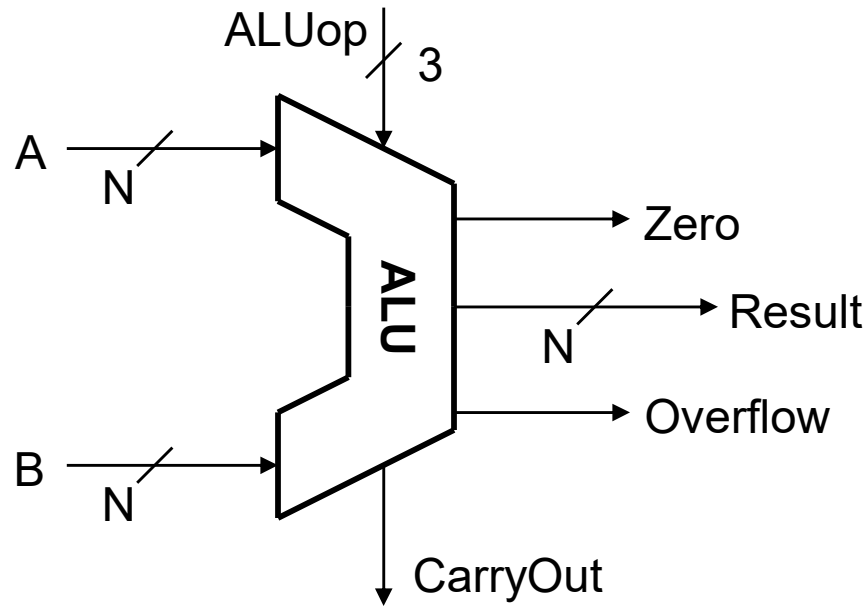 ALUop
3
A
N
Zero
ALU
Result
N
Overflow
B
N
CarryOut